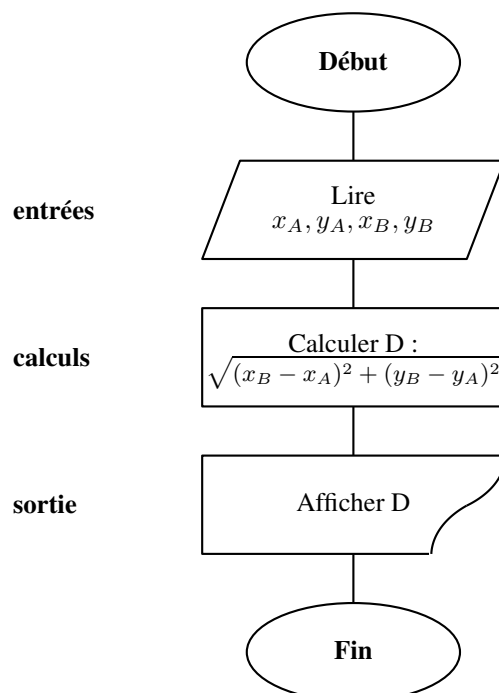 Début
entrées
Lire
x_A, y_A, x_B, y_B
calculs
Calculer D :
√(x_B − x_A)² + (y_B − y_A)²
sortie
Afficher D
Fin